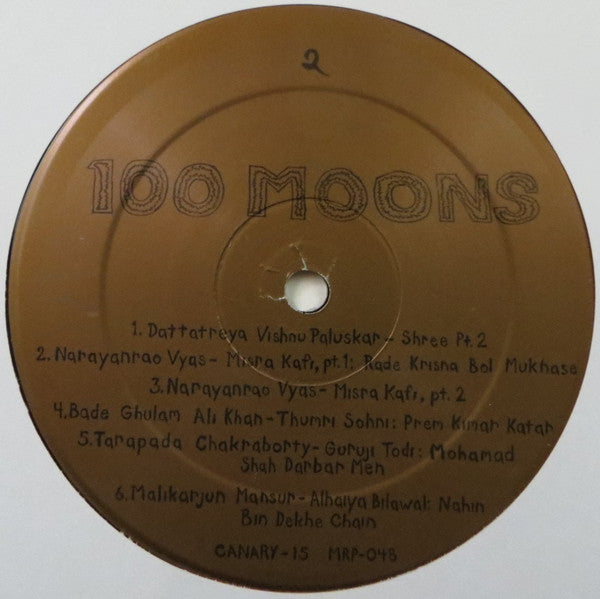 2
100 MOONS
1. Dattatreya Vishnu Paluskar - Shree Pt. 2
2. Narayanrao Vyas - Misra Kafi, pt. 1: Rade Krisna Bol Mukhase
3. Narayanrao Vyas - Misra Kafi, pt. 2
4. Bade Ghulam Ali Khan - Thumri Sohni: Prem Kimar Katar
5. Tarapada Chakraborty - Guruji Todi: Mohamad
Shah Darbar Men
6. Malikarjun Mansur - Alhaiya Bilawal: Nahin
Bin Dekhe Chain
CANARY - 15 MRP-048